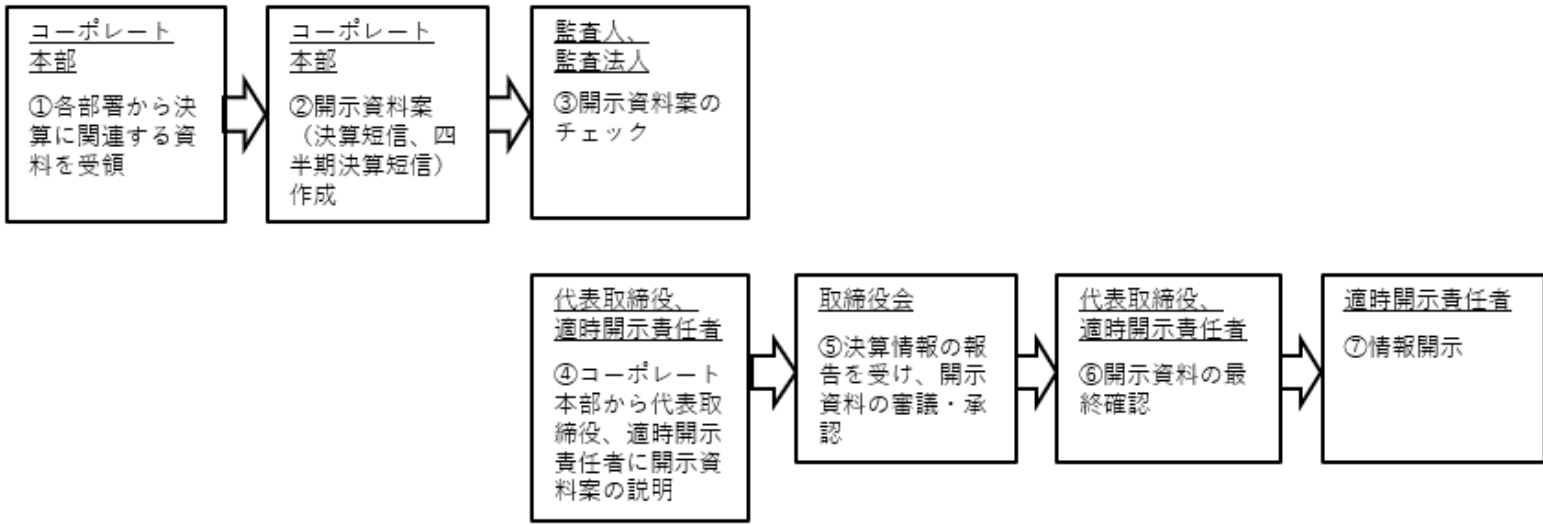 コーポレート
本部
①各部署から決
算に関連する資
料を受領
コーポレート
本部
②開示資料案
（決算短信、四
半期決算短信）
作成
監査人、
監査法人
③開示資料案の
チェック
代表取締役、
適時開示責任者
④コーポレート
本部から代表取
締役、適時開示
責任者に開示資
料案の説明
取締役会
⑤決算情報の報
告を受け、開示
資料の審議・承
認
代表取締役、
適時開示責任者
⑥開示資料の最
終確認
適時開示責任者
⑦情報開示